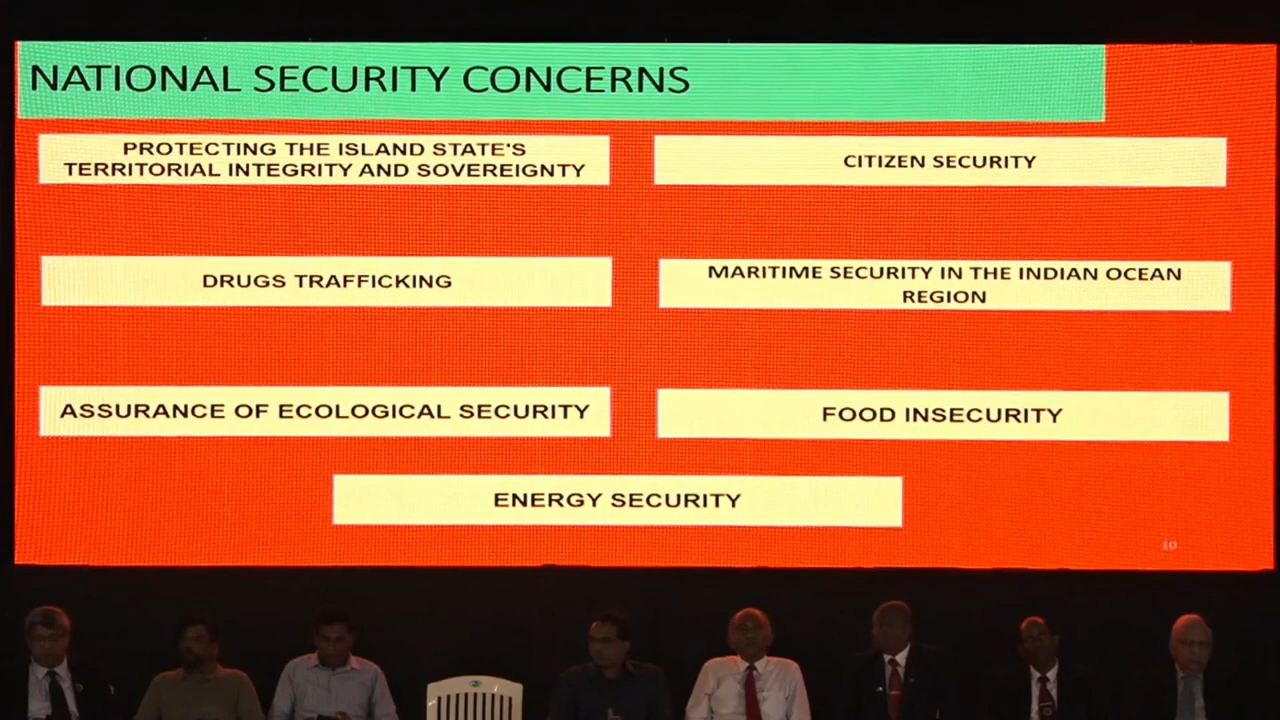 NATIONAL SECURITY CONCERNS
PROTECTING THE ISLAND STATE'S
TERRITORIAL INTEGRITY AND SOVEREIGNTY
CITIZEN SECURITY
DRUGS TRAFFICKING
MARITIME SECURITY IN THE INDIAN OCEAN
REGION
ASSURANCE OF ECOLOGICAL SECURITY
FOOD INSECURITY
ENERGY SECURITY
10